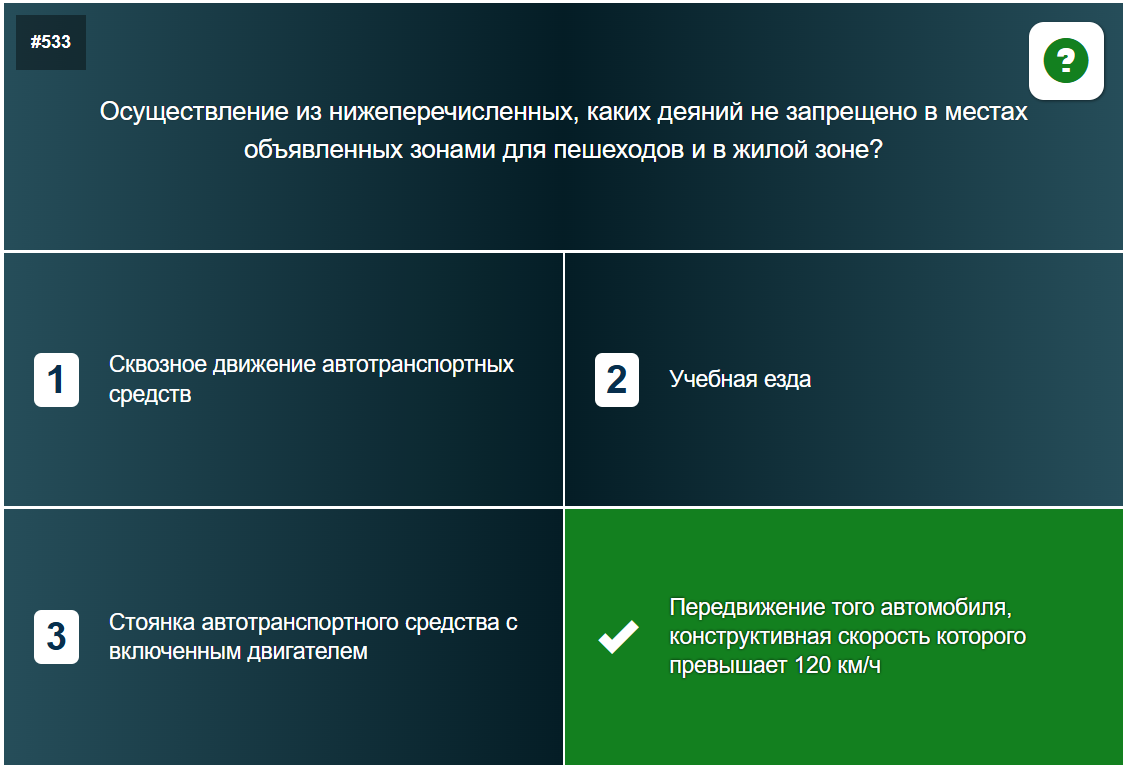 #533
?
Осуществление из нижеперечисленных, каких деяний не запрещено в местах
объявленных зонами для пешеходов и в жилой зоне?
1
Сквозное движение автотранспортных
средств
2
Учебная езда
3
Стоянка автотранспортного средства с
включенным двигателем
Передвижение того автомобиля,
конструктивная скорость которого
превышает 120 км/ч